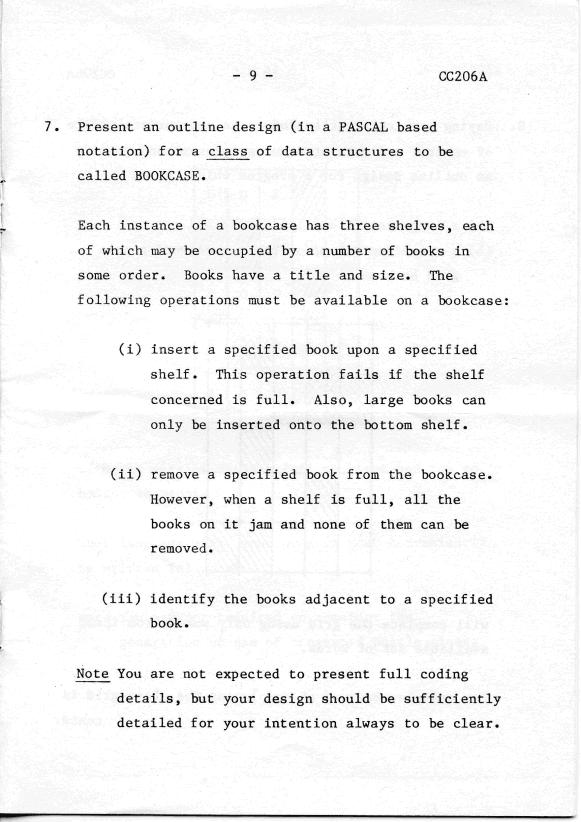 - 9 -
CC206A
7. Present an outline design (in a PASCAL based
notation) for a class of data structures to be
called BOOKCASE.
Each instance of a bookcase has three shelves, each
of which may be occupied by a number of books in
some order. Books have a title and size. The
following operations must be available on a bookcase:
(i) insert a specified book upon a specified
shelf. This operation fails if the shelf
concerned is full. Also, large books can
only be inserted onto the bottom shelf.
(ii) remove a specified book from the bookcase.
However, when a shelf is full, all the
books on it jam and none of them can be
removed.
(iii) identify the books adjacent to a specified
book.
Note You are not expected to present full coding
details, but your design should be sufficiently
detailed for your intention always to be clear.